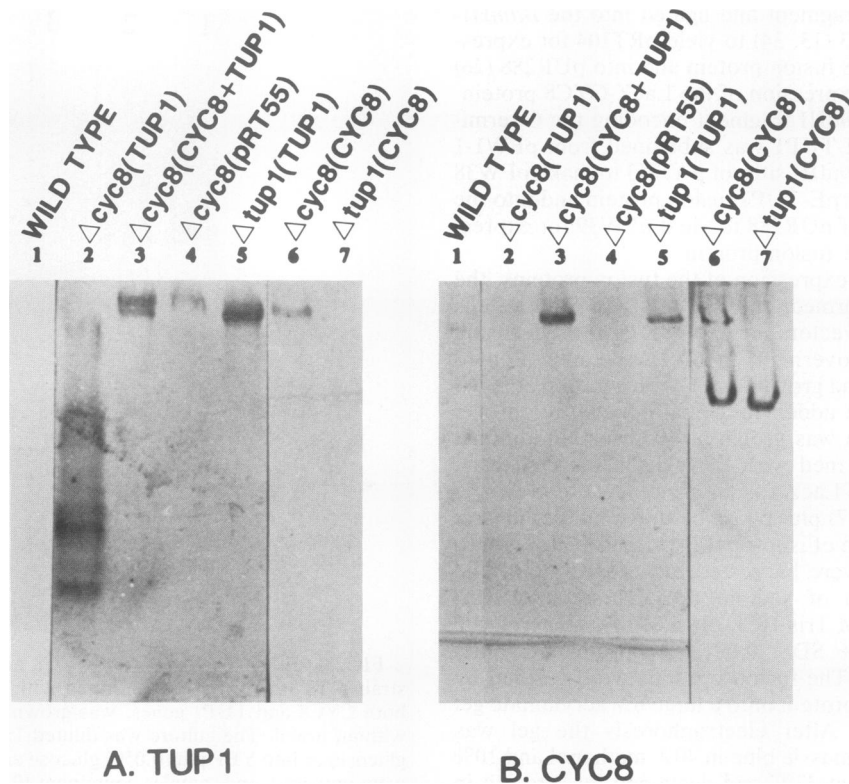 WILD TYPE
△cyc8(TUP1)
△cyc8(CYC8+TUP1)
△cyc8(pRT55)
△tup1(TUP1)
△cyc8(CYC8)
△tup1(CYC8)
1 2 3 4 5 6 7
WILD TYPE
△cyc8(TUP1)
△cyc8(CYC8+TUP1)
△cyc8(pRT55)
△tup1(TUP1)
△cyc8(CYC8)
△tup1(CYC8)
1 2 3 4 5 6 7
A. TUP1
B. CYC8